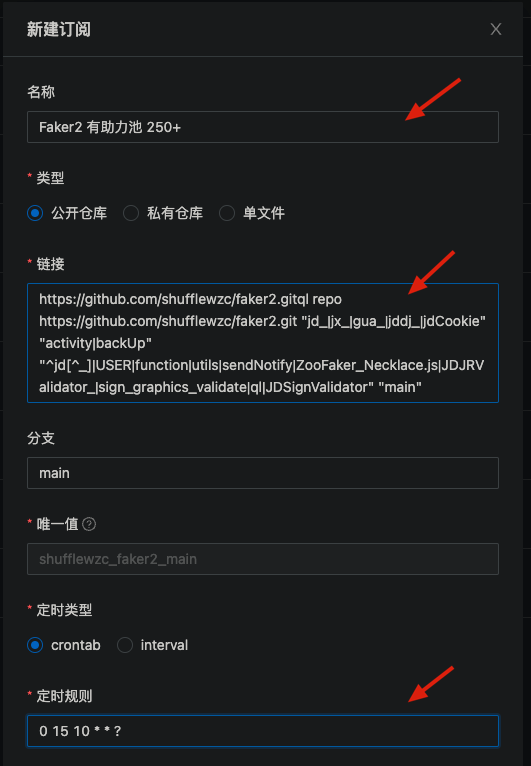 新建订阅
名称
Faker2 有助力池 250+
* 类型
公开仓库 私有仓库 单文件
* 链接
https://github.com/shufflewzc/faker2.gitql repo
https://github.com/shufflewzc/faker2.git "jd_|jx_|gua_|jddj_|jdCookie"
"activity|backUp"
"^jd[^_]|USER|function|utils|sendNotify|ZooFaker_Necklace.js|JDJRV
alidator_|sign_graphics_validate|ql|JDSignValidator" "main"
分支
main
* 唯一值 ?
shufflewzc_faker2_main
* 定时类型
crontab interval
* 定时规则
0 15 10 * * ?